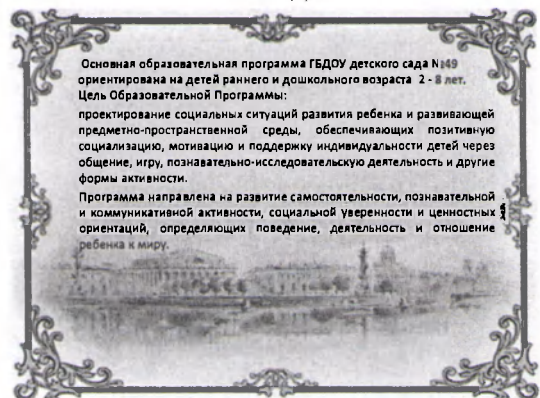 Основная образовательная программа ГБДОУ детского сада №49
ориентирована на детей раннего и дошкольного возраста 2 - 8 лет.
Цель Образовательной Программы:
проектирование социальных ситуаций развития ребенка и развивающей
предметно-пространственной среды, обеспечивающих позитивную
социализацию, мотивацию и поддержку индивидуальности детей через
общение, игру, познавательно-исследовательскую деятельность и другие
формы активности.
Программа направлена на развитие самостоятельности, познавательной
и коммуникативной активности, социальной уверенности и ценностных
ориентаций, определяющих поведение, деятельность и отношение
ребенка к миру.